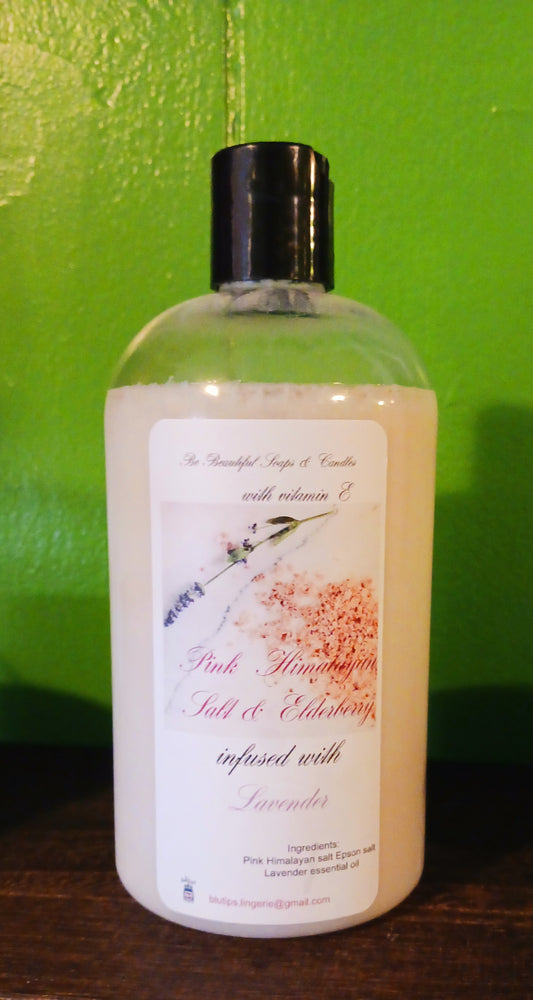 Be Beautiful Soaps & Candles
with vitamin E
Pink Himalayan
Salt & Elderberry
infused with
Lavender
Ingredients:
Pink Himalayan salt Epson salt
Lavender essential oil
blutips.lingerie@gmail.com